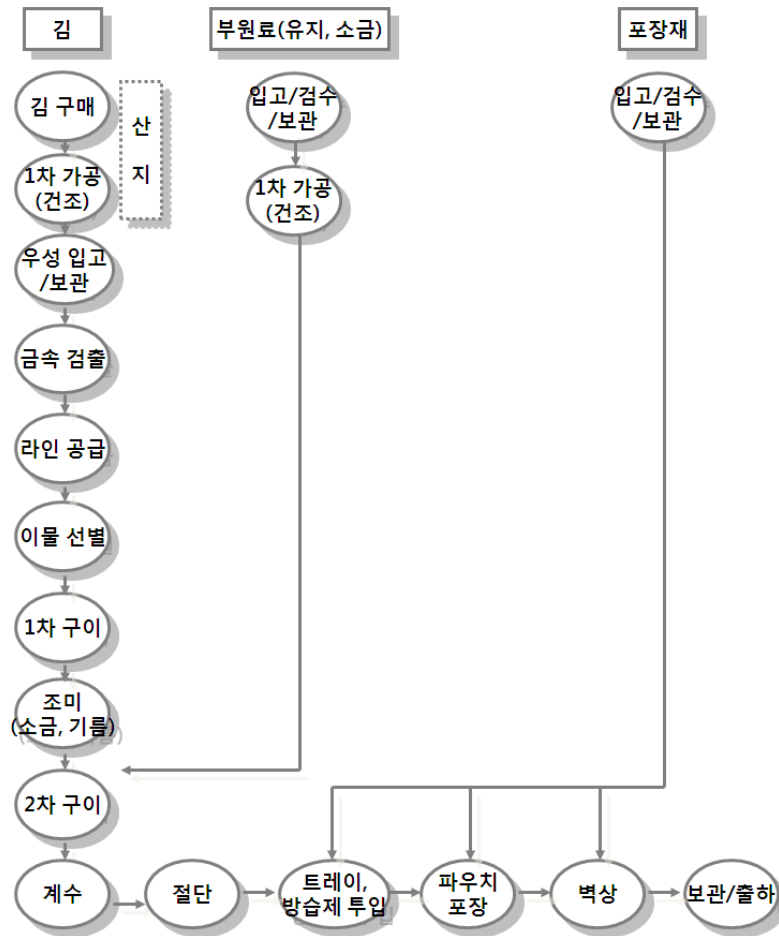 김
부원료(유지, 소금)
포장재
김 구매
산
지
1차 가공
(건조)
우성 입고
/보관
금속 검출
라인 공급
이물 선별
1차 구이
조미
(소금, 기름)
2차 구이
계수
입고/검수
/보관
1차 가공
(건조)
입고/검수
/보관
절단
트레이,
방습제 투입
파우치
포장
벽상
보관/출하